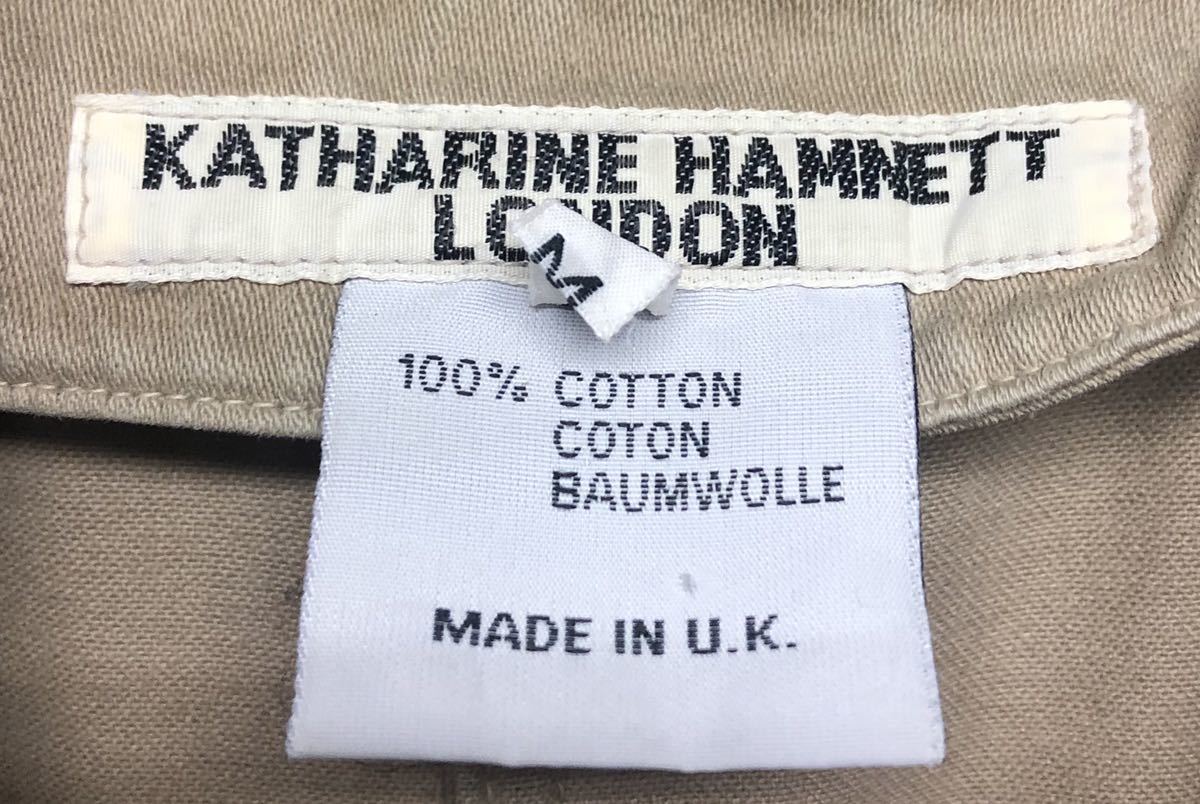 KATHARINE HAMNETT
LONDON
M
100% COTTON
COTON
BAUMWOLLE
MADE IN U.K.